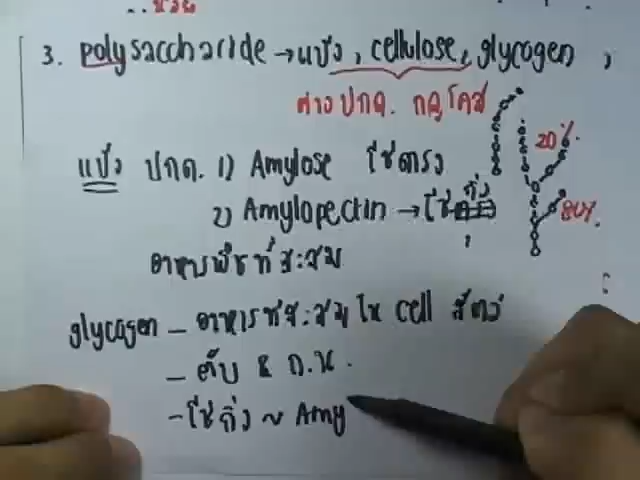 3. polysaccharide → แป้ง, cellulose, glycogen,
ต่าง ปกด. กลูโคส
แป้ง ปกด. 1) Amylose โซ่ตรง
20%
2) Amylopectin → โซ่กิ่ง
80%
อาหารพืชที่สะสม
glycogen - อาหารที่สะสมใน cell สัตว์
- ตับ & ก.น.
- โซ่กิ่ง ~ Amy